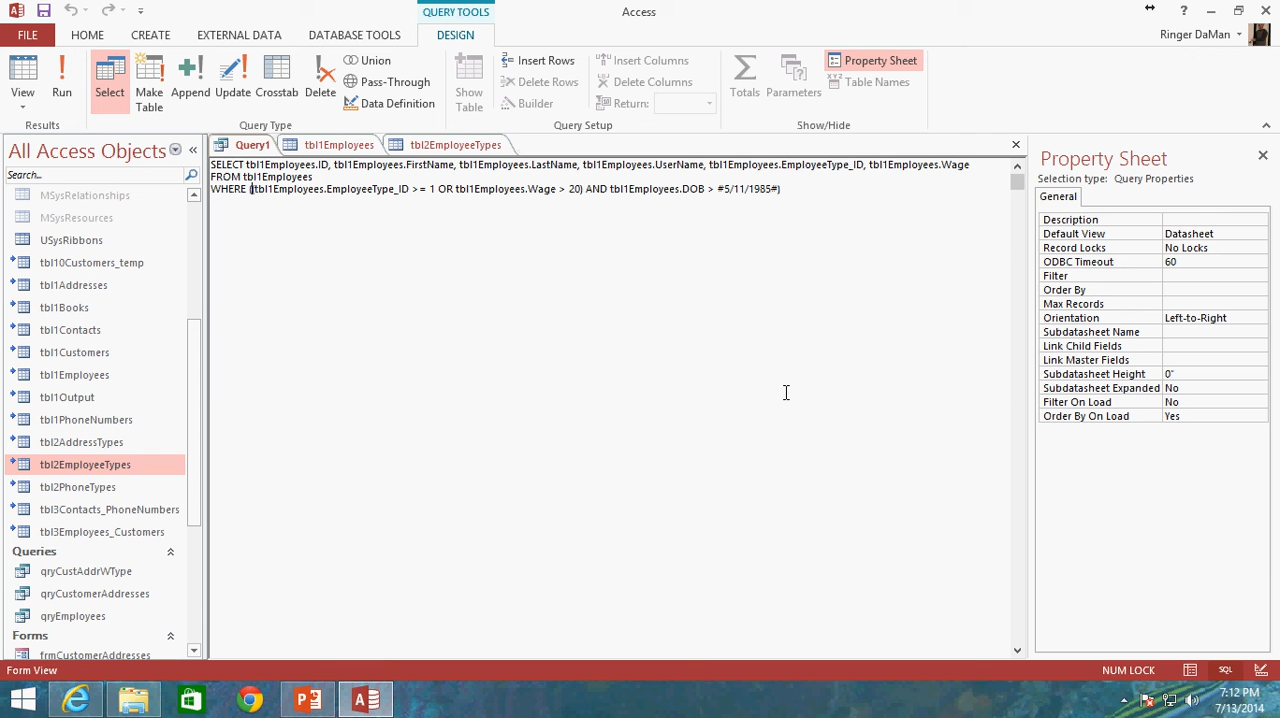 QUERY TOOLS
Access
?
FILE
HOME
CREATE
EXTERNAL DATA
DATABASE TOOLS
DESIGN
Ringer DaMan
View
Run
Select
Make Table
Append
Update
Crosstab
Delete
Union
Pass-Through
Data Definition
Show Table
Insert Rows
Delete Rows
Builder
Insert Columns
Delete Columns
Return:
Totals
Parameters
Property Sheet
Table Names
Results
Query Type
Query Setup
Show/Hide
All Access Objects
Search...
MSysRelationships
MSysResources
USysRibbons
tbl10Customers_temp
tbl1Addresses
tbl1Books
tbl1Contacts
tbl1Customers
tbl1Employees
tbl1Output
tbl1PhoneNumbers
tbl2AddressTypes
tbl2EmployeeTypes
tbl2PhoneTypes
tbl3Contacts_PhoneNumbers
tbl3Employees_Customers
Queries
qryCustAddrWType
qryCustomerAddresses
qryEmployees
Forms
frmCustomerAddresses
Query1
tbl1Employees
tbl2EmployeeTypes
SELECT tbl1Employees.ID, tbl1Employees.FirstName, tbl1Employees.LastName, tbl1Employees.UserName, tbl1Employees.EmployeeType_ID, tbl1Employees.Wage
FROM tbl1Employees
WHERE (tbl1Employees.EmployeeType_ID >= 1 OR tbl1Employees.Wage > 20) AND tbl1Employees.DOB > #5/11/1985#)
Property Sheet
Selection type: Query Properties
General
Description
Default View Datasheet
Record Locks No Locks
ODBC Timeout 60
Filter
Order By
Max Records
Orientation Left-to-Right
Subdatasheet Name
Link Child Fields
Link Master Fields
Subdatasheet Height 0"
Subdatasheet Expanded No
Filter On Load No
Order By On Load Yes
Form View
NUM LOCK
SQL
7:12 PM
7/13/2014